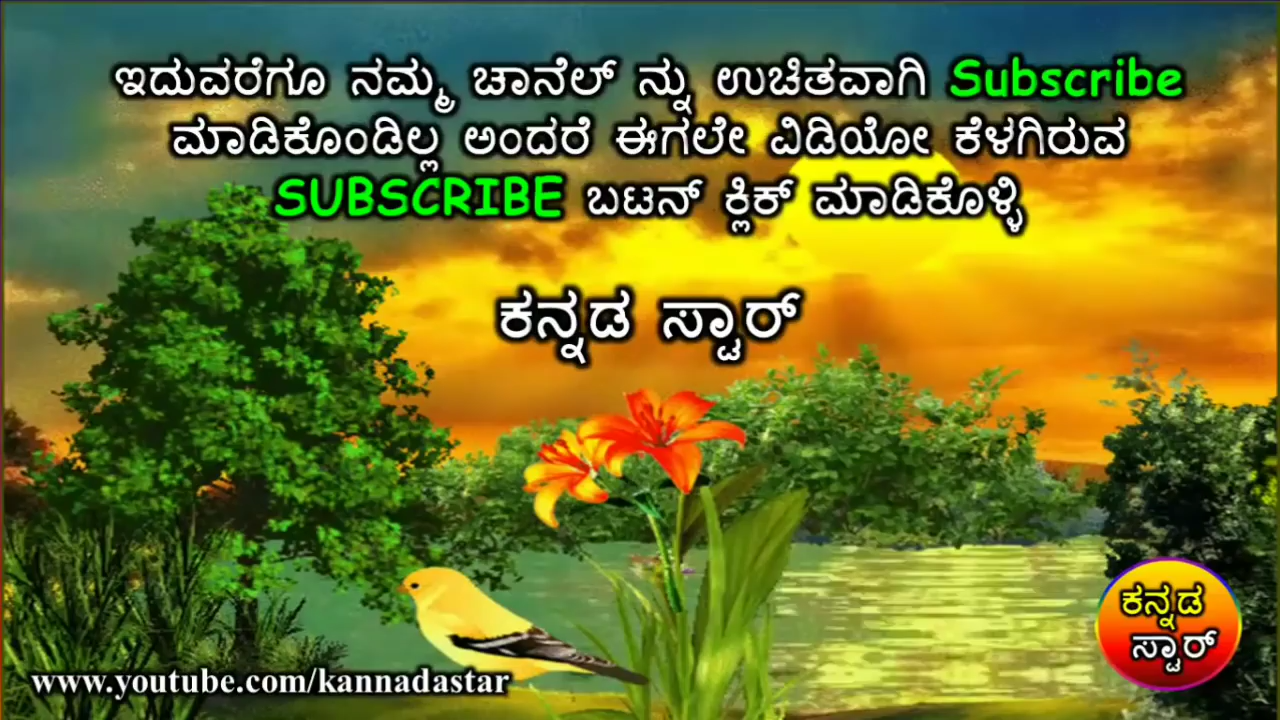 ಇದುವರೆಗೂ ನಮ್ಮ ಚಾನೆಲ್ ನ್ನು ಉಚಿತವಾಗಿ Subscribe
ಮಾಡಿಕೊಂಡಿಲ್ಲ ಅಂದರೆ ಈಗಲೇ ವಿಡಿಯೋ ಕೆಳಗಿರುವ
SUBSCRIBE ಬಟನ್ ಕ್ಲಿಕ್ ಮಾಡಿಕೊಳ್ಳಿ
ಕನ್ನಡ ಸ್ಟಾರ್
ಕನ್ನಡ
ಸ್ಟಾರ್
www.youtube.com/kannadastar